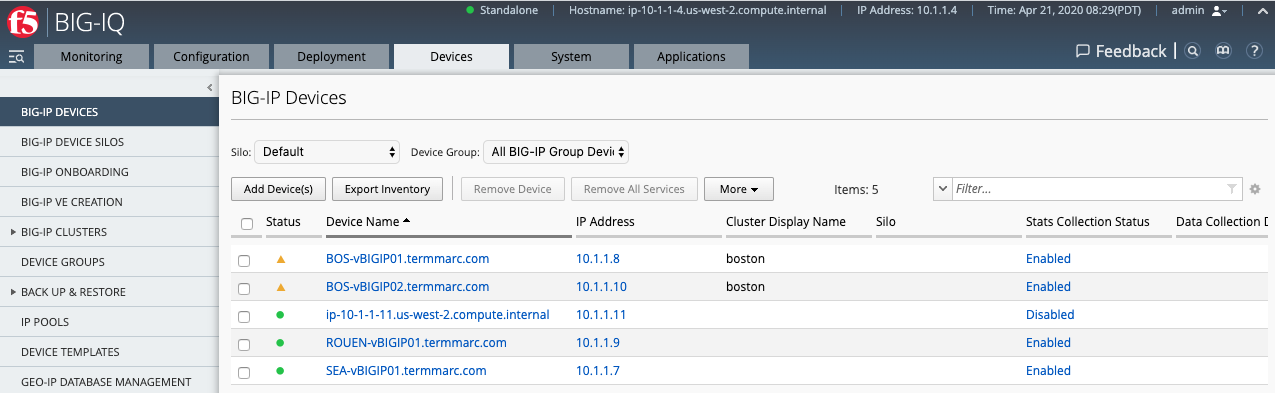 f5 BIG-IQ
Standalone Hostname: ip-10-1-1-4.us-west-2.compute.internal IP Address: 10.1.1.4 Time: Apr 21, 2020 08:29(PDT) admin
Monitoring Configuration Deployment Devices System Applications Feedback ?
BIG-IP DEVICES
BIG-IP DEVICE SILOS
BIG-IP ONBOARDING
BIG-IP VE CREATION
BIG-IP CLUSTERS
DEVICE GROUPS
BACK UP & RESTORE
IP POOLS
DEVICE TEMPLATES
GEO-IP DATABASE MANAGEMENT
BIG-IP Devices
Silo: Default Device Group: All BIG-IP Group Devi
Add Device(s) Export Inventory Remove Device Remove All Services More Items: 5 Filter...
Status Device Name IP Address Cluster Display Name Silo Stats Collection Status Data Collection D
BOS-vBIGIP01.termmarc.com 10.1.1.8 boston Enabled
BOS-vBIGIP02.termmarc.com 10.1.1.10 boston Enabled
ip-10-1-1-11.us-west-2.compute.internal 10.1.1.11 Disabled
ROUEN-vBIGIP01.termmarc.com 10.1.1.9 Enabled
SEA-vBIGIP01.termmarc.com 10.1.1.7 Enabled